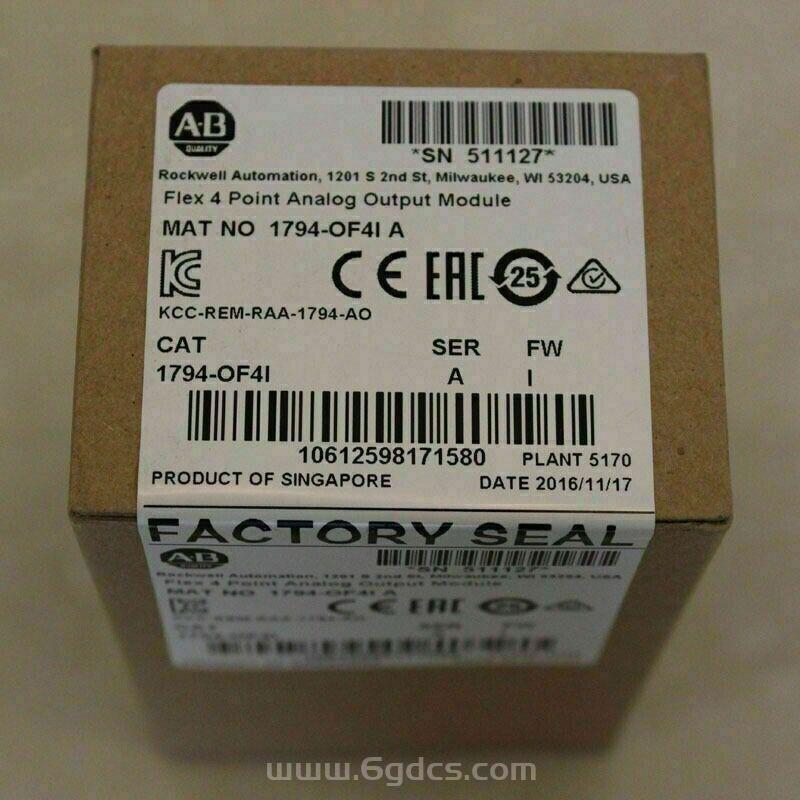 A-B
QUALITY
*SN 511127*
Rockwell Automation, 1201 S 2nd St, Milwaukee, WI 53204, USA
Flex 4 Point Analog Output Module
MAT NO 1794-OF4I A
CE EAC 25
KCC-REM-RAA-1794-AO
CAT SER FW
1794-OF4I A I
10612598171580 PLANT 5170
PRODUCT OF SINGAPORE DATE 2016/11/17
FACTORY SEAL
A-B
*SN 511127*
Rockwell Automation, 1201 S 2nd St, Milwaukee, WI 53204, USA
Flex 4 Point Analog Output Module
MAT NO 1794-OF4I A
CE EAC 25
www.6gdcs.com